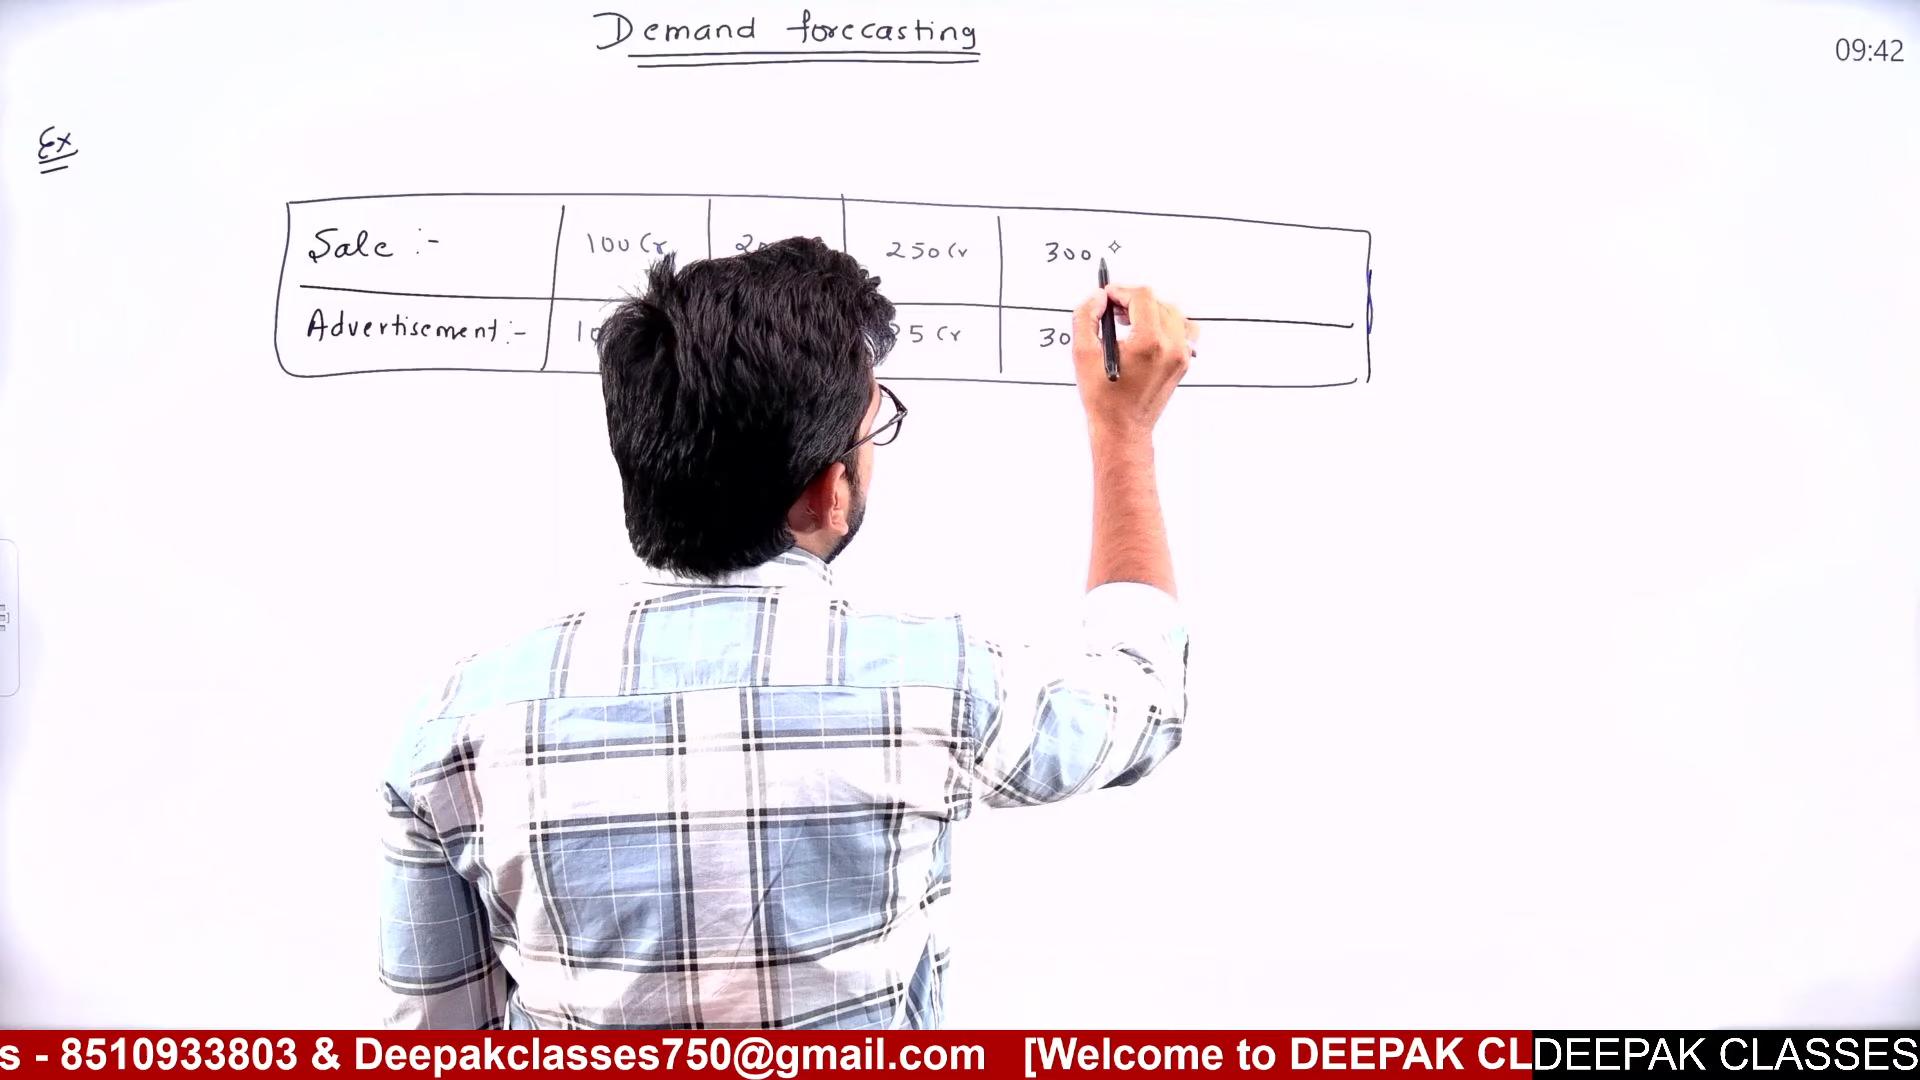 Demand forecasting
09:42
Ex
Sale :- 100 Cr 250 Cr 300
Advertisement :- 5 Cr 30
s - 8510933803 & Deepakclasses750@gmail.com [Welcome to DEEPAK CL
DEEPAK CLASSES